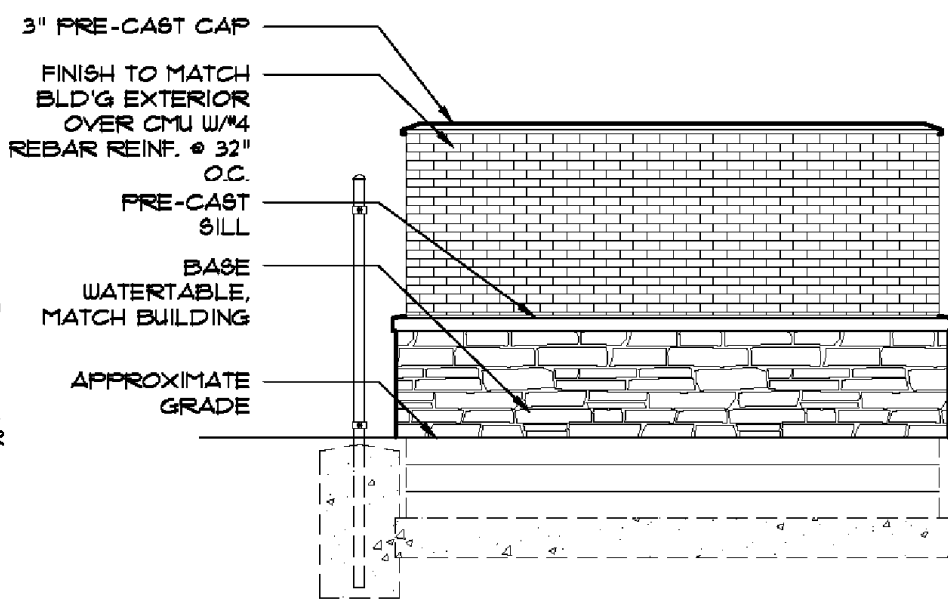 3" PRE-CAST CAP
FINISH TO MATCH
BLD'G EXTERIOR
OVER CMU W/#4
REBAR REINF. @ 32"
O.C.
PRE-CAST
SILL
BASE
WATERTABLE,
MATCH BUILDING
APPROXIMATE
GRADE